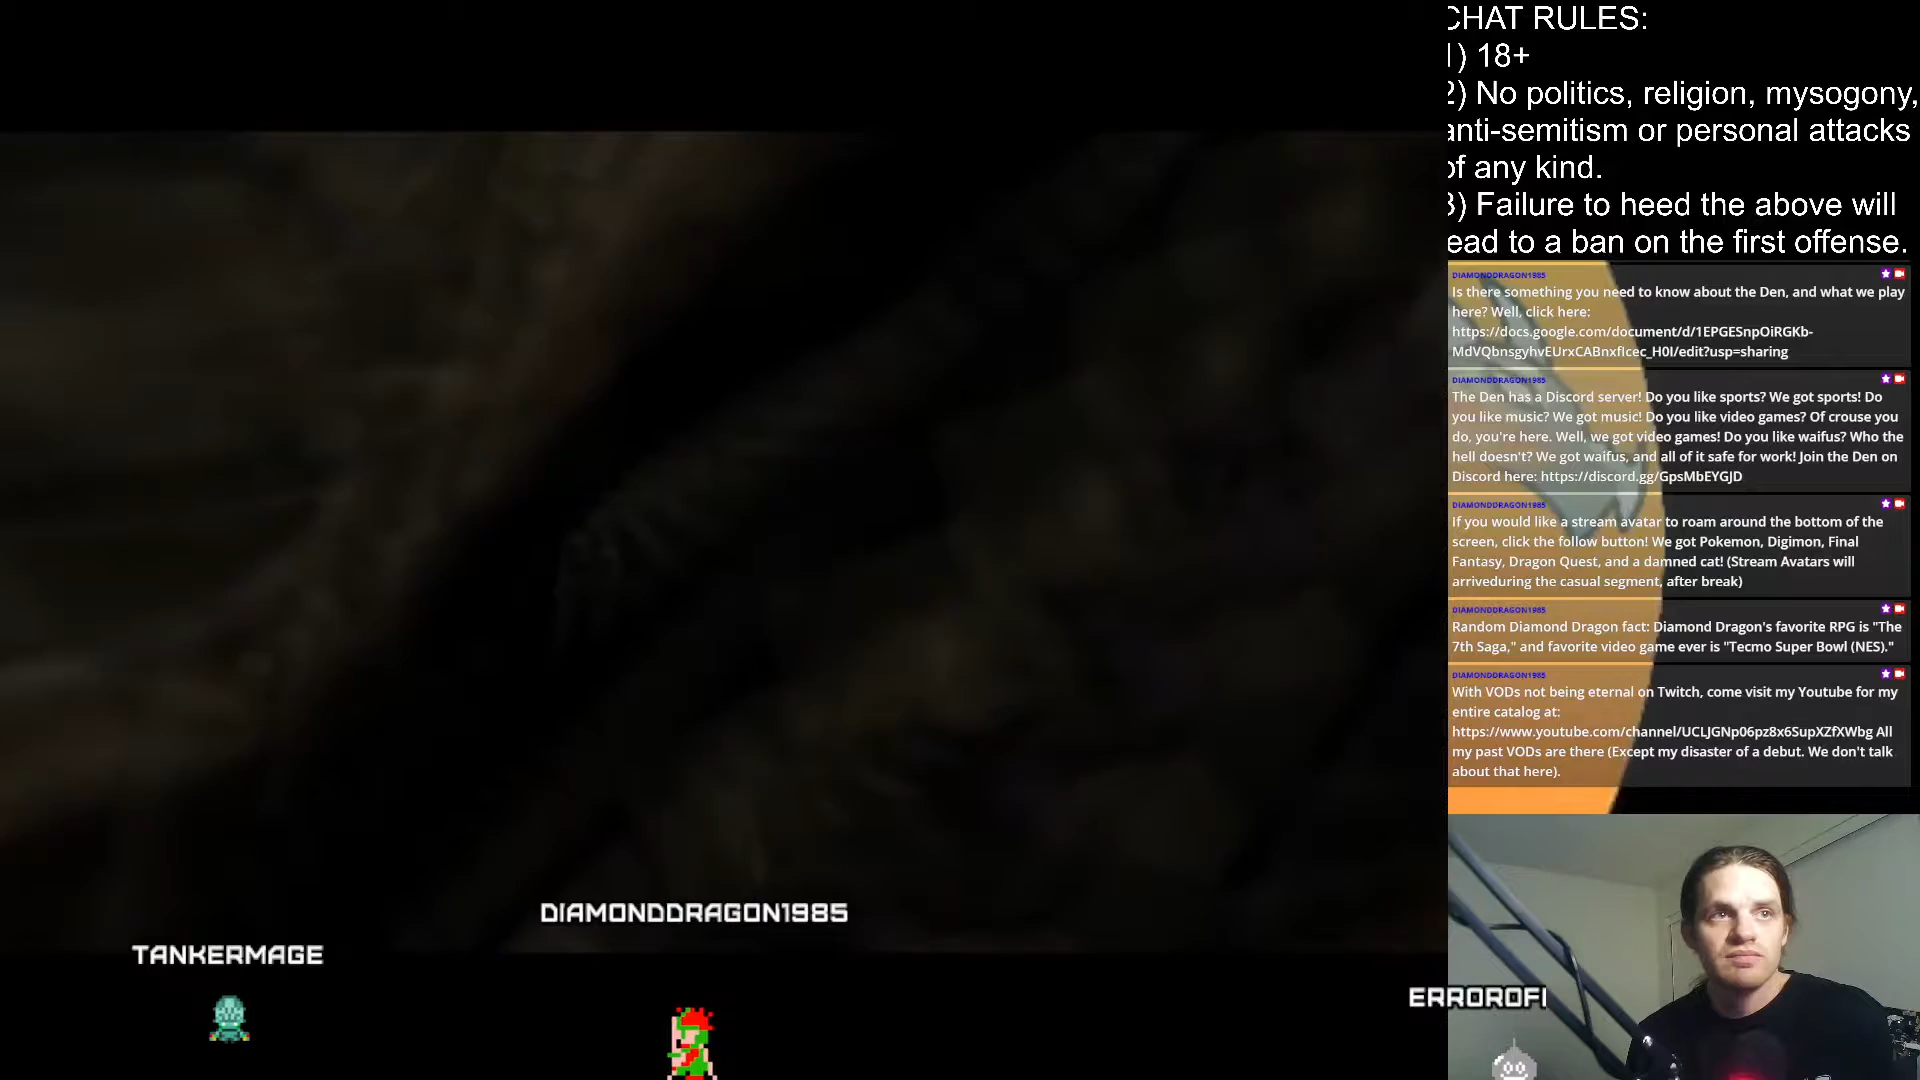 CHAT RULES:
1) 18+
2) No politics, religion, mysogony,
anti-semitism or personal attacks
of any kind.
3) Failure to heed the above will
ead to a ban on the first offense.
DIAMONDDRAGON1985
Is there something you need to know about the Den, and what we play
here? Well, click here:
https://docs.google.com/document/d/1EPGESnpOiRGKb-
MdVQbnsgyhvEUrxCABnxfIcec_H0I/edit?usp=sharing
DIAMONDDRAGON1985
The Den has a Discord server! Do you like sports? We got sports! Do
you like music? We got music! Do you like video games? Of crouse you
do, you're here. Well, we got video games! Do you like waifus? Who the
hell doesn't? We got waifus, and all of it safe for work! Join the Den on
Discord here: https://discord.gg/GpsMbEYGJD
DIAMONDDRAGON1985
If you would like a stream avatar to roam around the bottom of the
screen, click the follow button! We got Pokemon, Digimon, Final
Fantasy, Dragon Quest, and a damned cat! (Stream Avatars will
arriveduring the casual segment, after break)
DIAMONDDRAGON1985
Random Diamond Dragon fact: Diamond Dragon's favorite RPG is "The
7th Saga," and favorite video game ever is "Tecmo Super Bowl (NES)."
DIAMONDDRAGON1985
With VODs not being eternal on Twitch, come visit my Youtube for my
entire catalog at:
https://www.youtube.com/channel/UCLJGNp06pz8x6SupXZfXWbg All
my past VODs are there (Except my disaster of a debut. We don't talk
about that here).
DIAMONDDRAGON1985
TANKERMAGE
ERROROFI